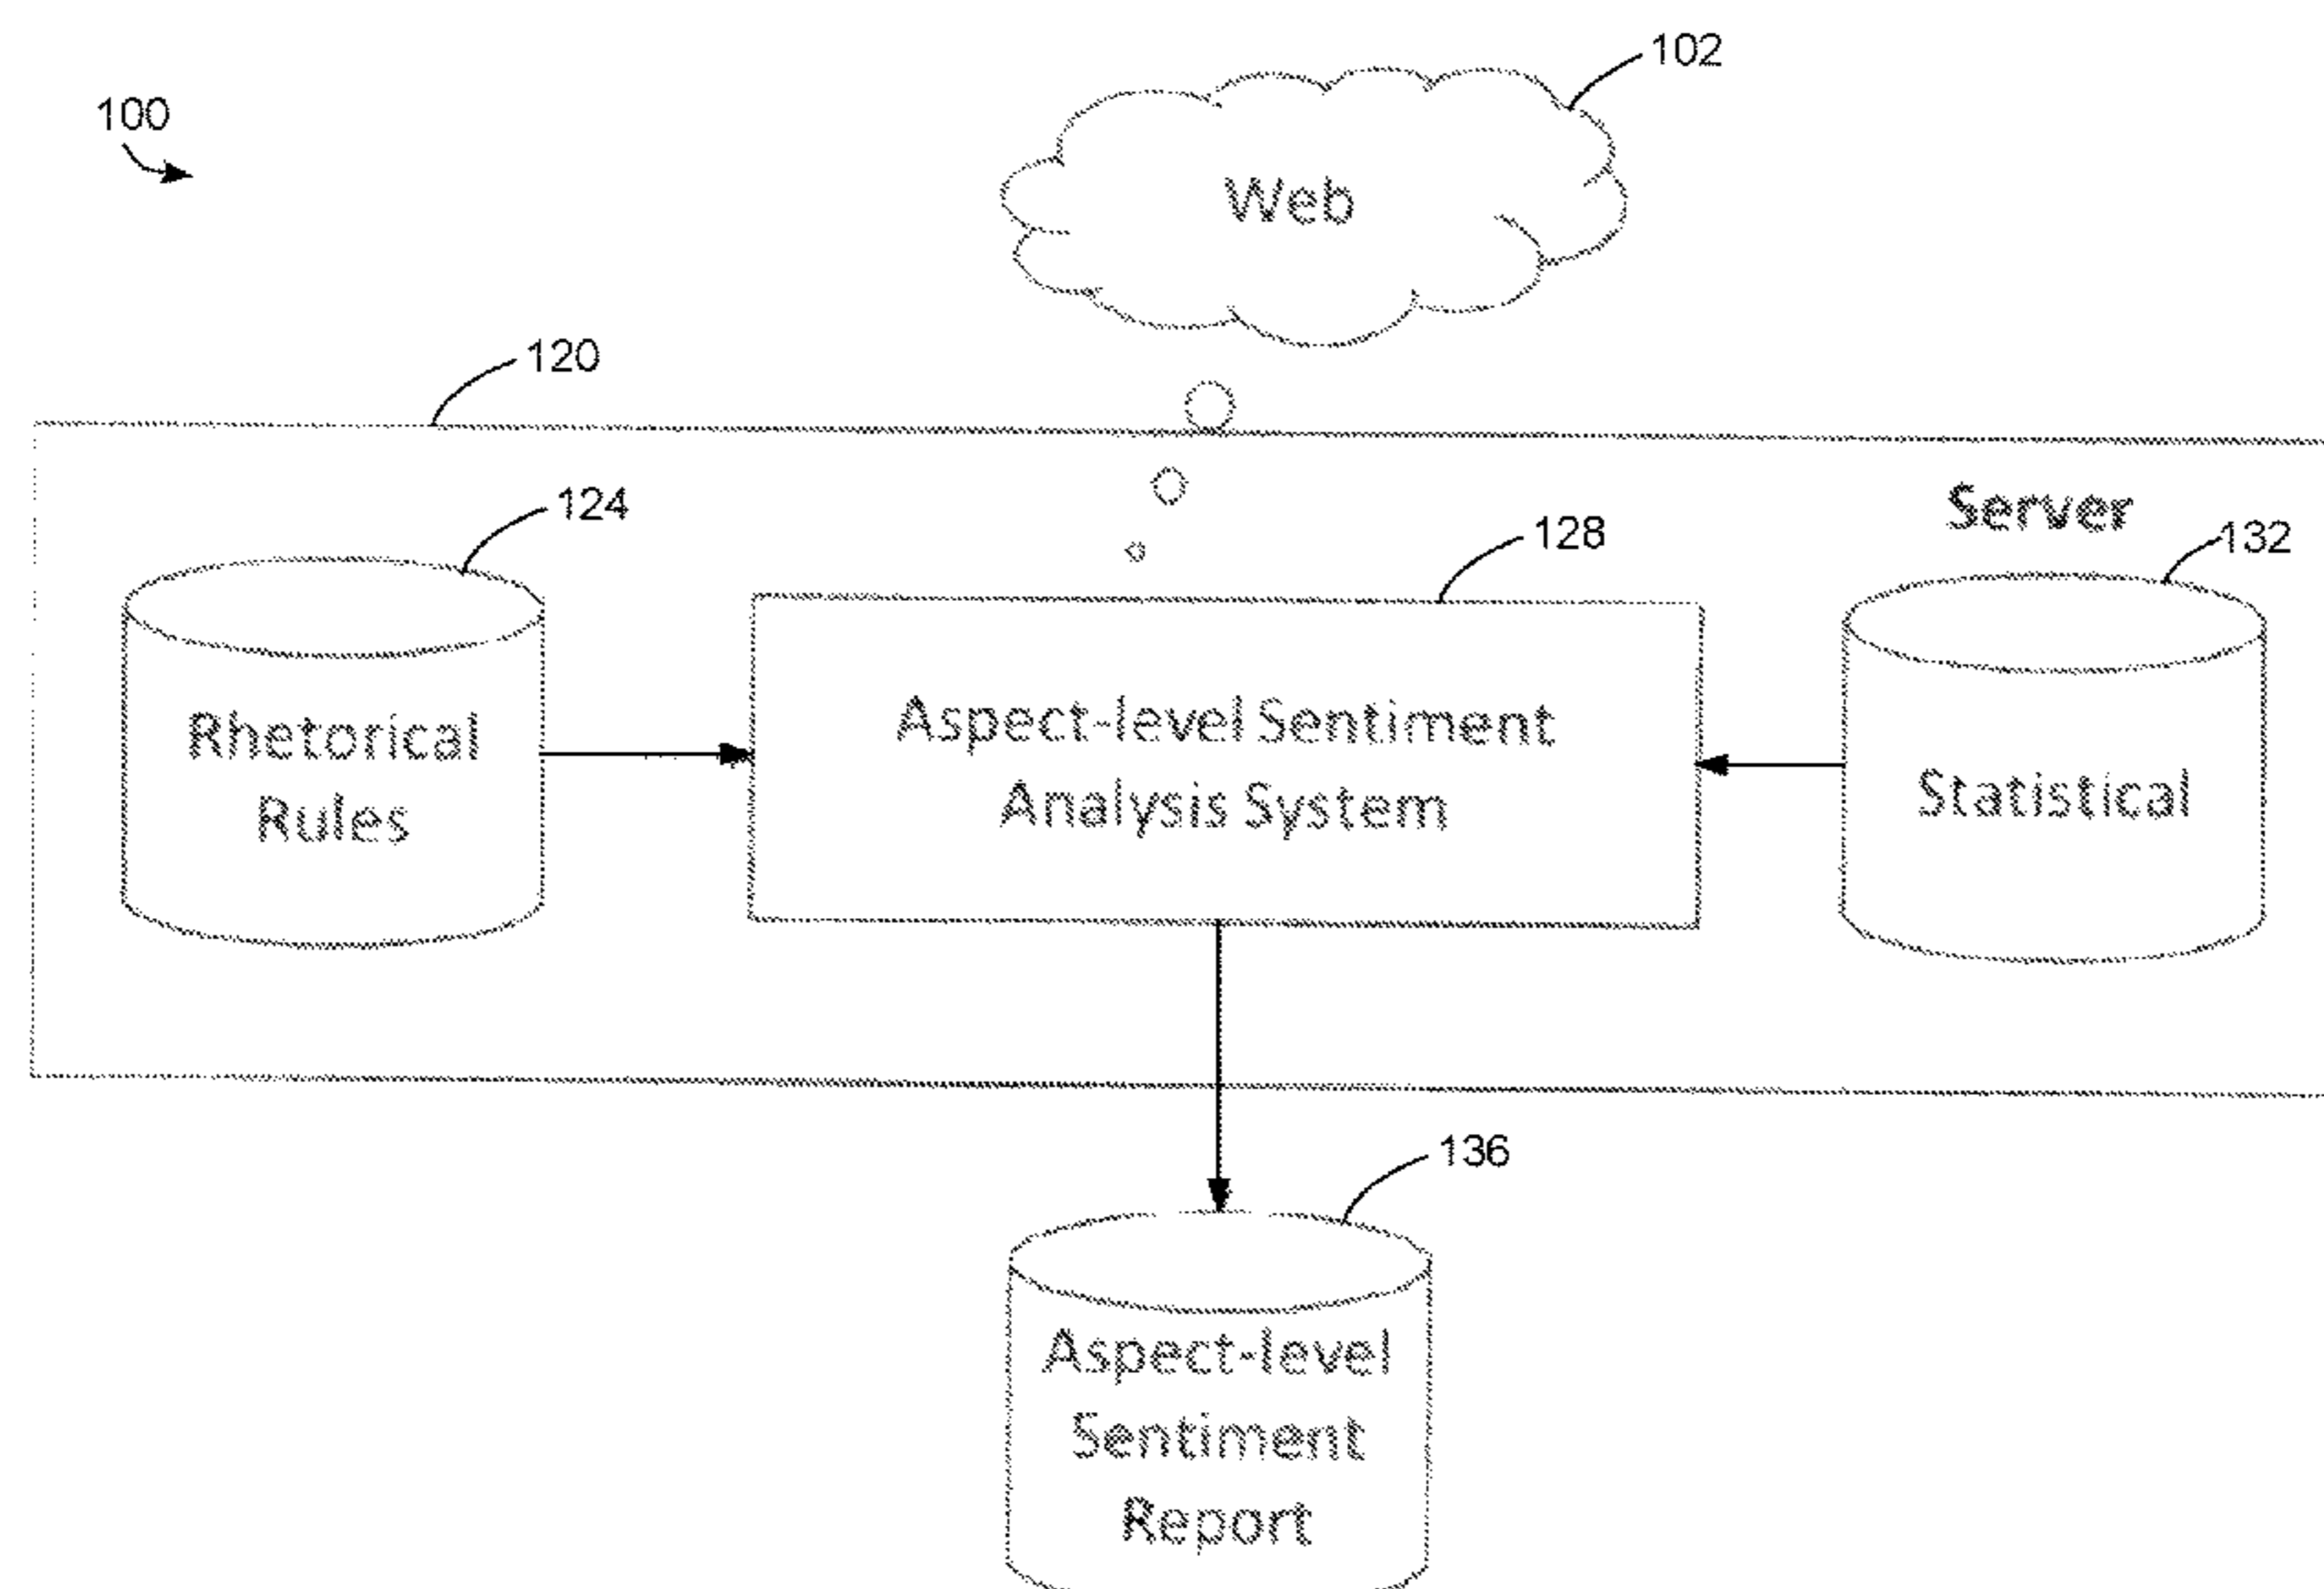 102
100
Web
120
124
Server
128
132
Rhetorical
Rules
Aspect-level Sentiment
Analysis System
Statistical
136
Aspect-level
Sentiment
Report